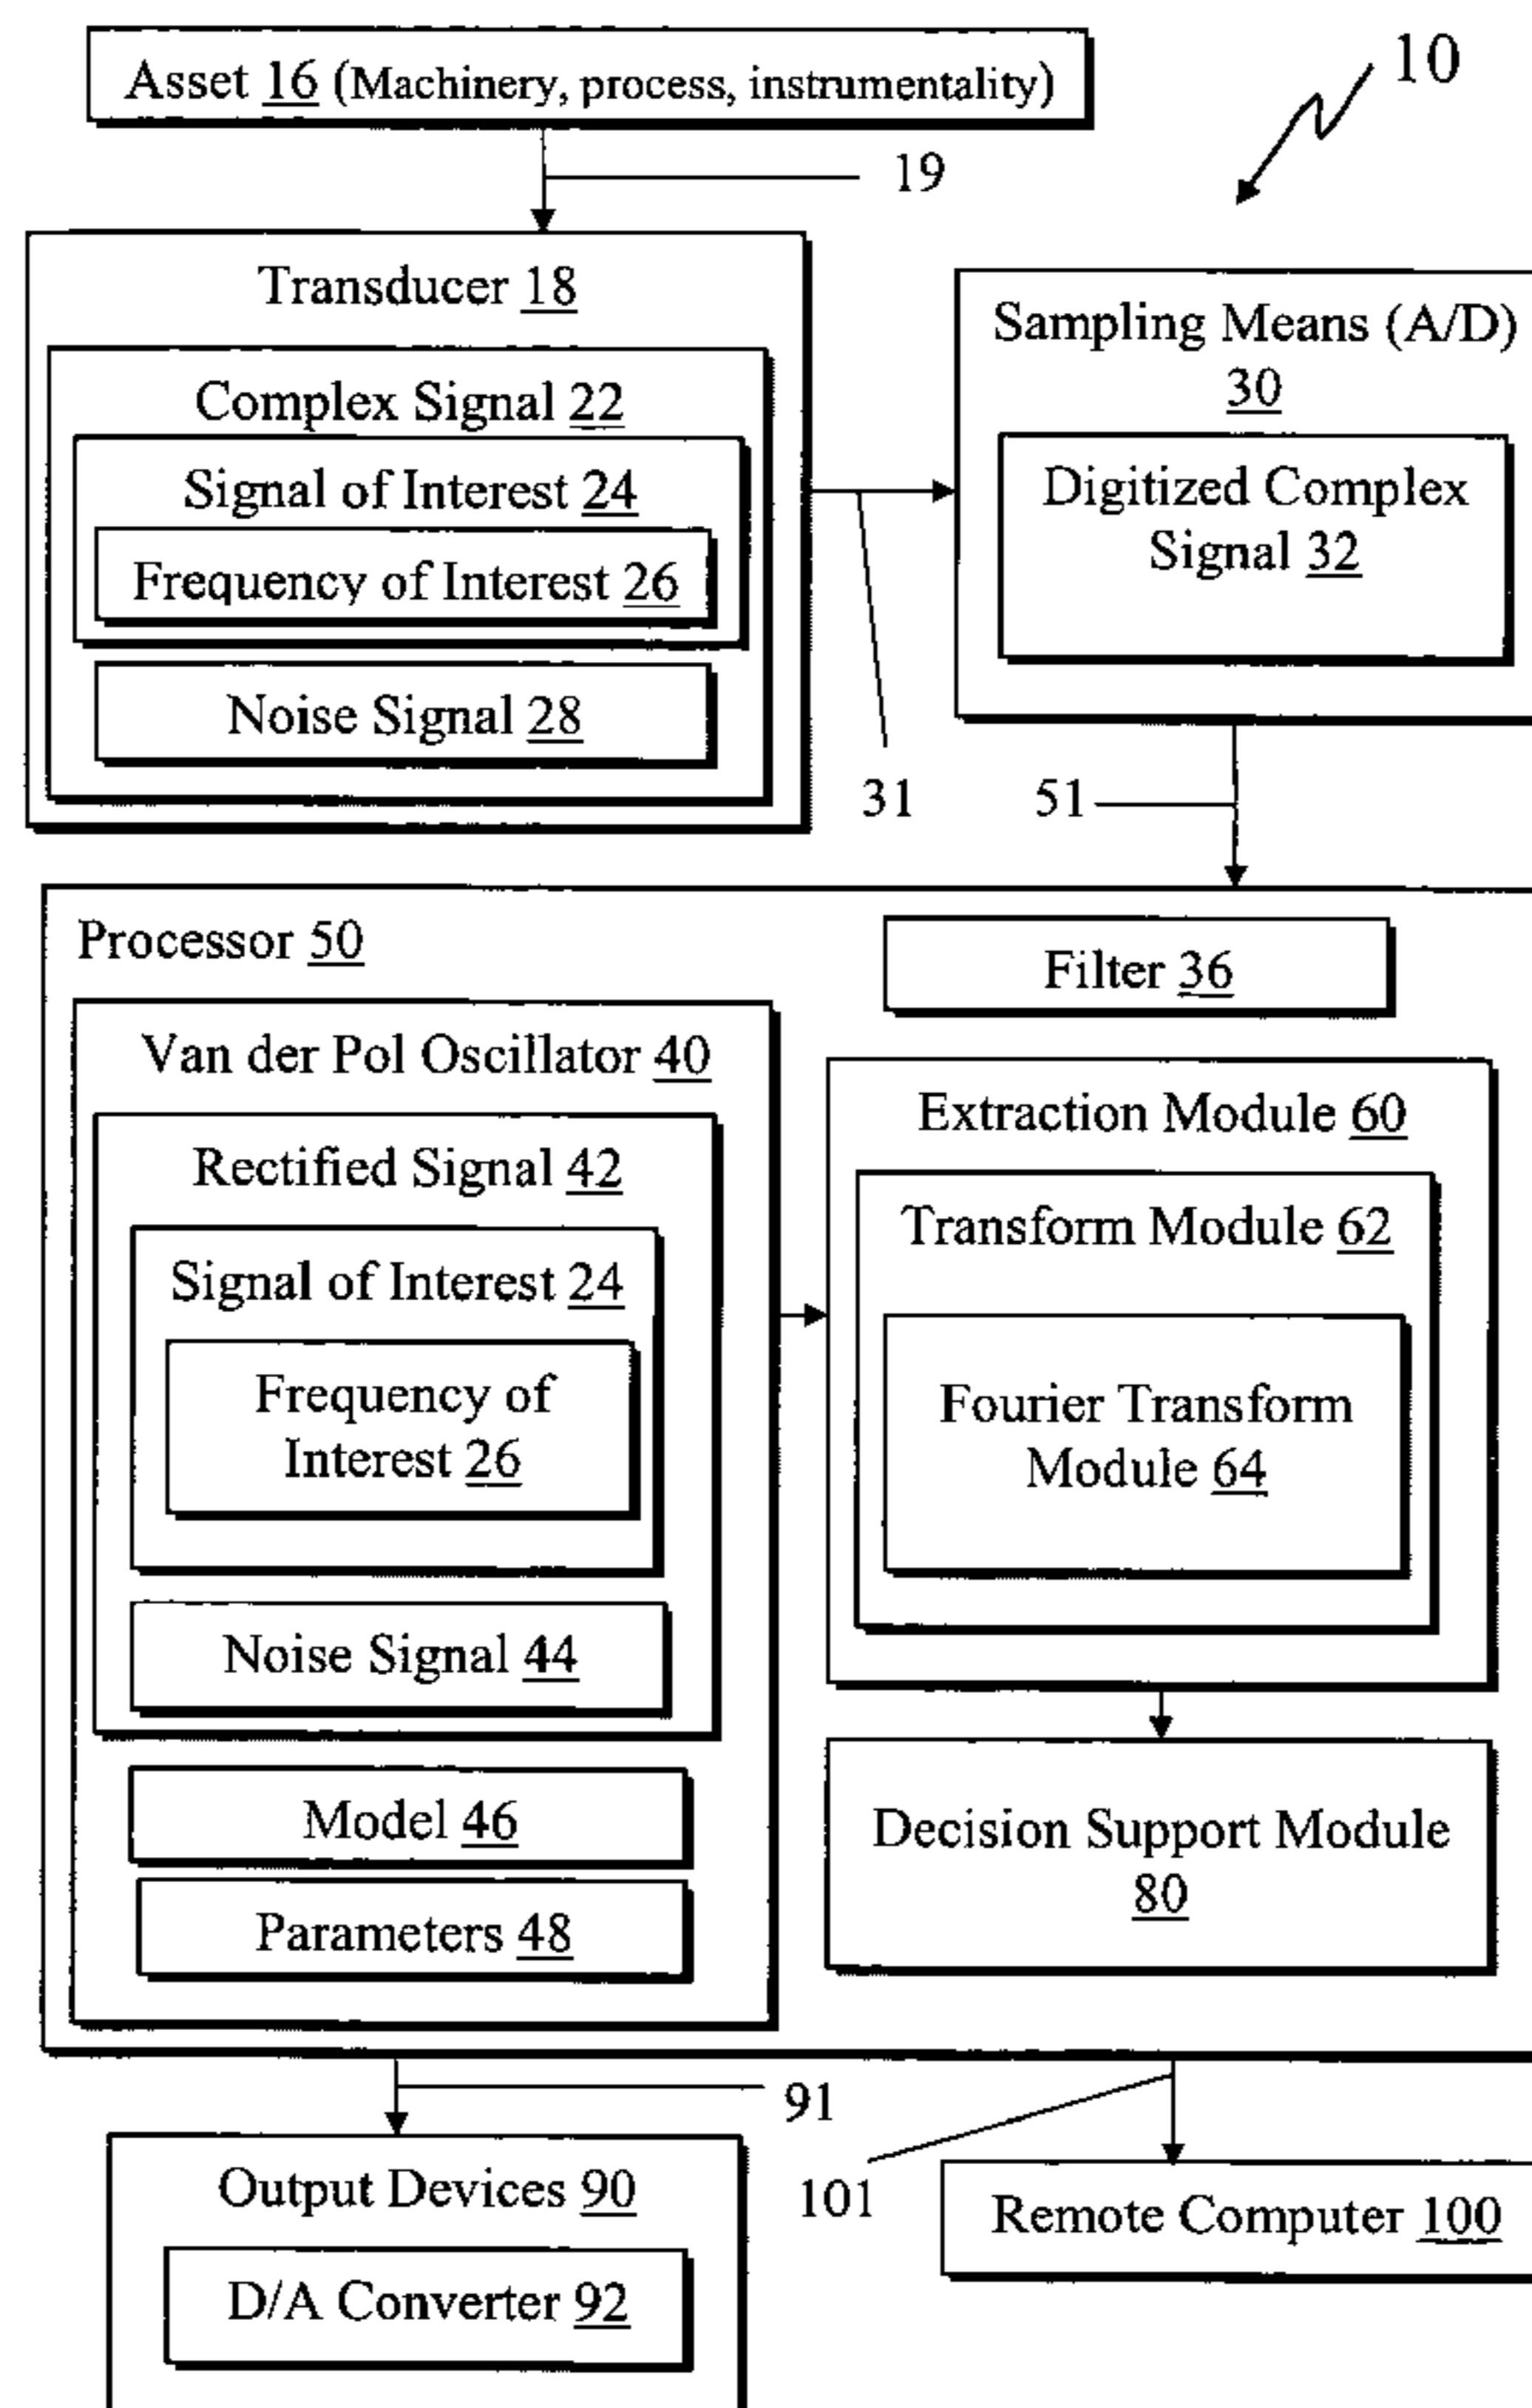 Asset 16 (Machinery, process, instrumentality)
10
19
Transducer 18
Complex Signal 22
Signal of Interest 24
Frequency of Interest 26
Noise Signal 28
31
Sampling Means (A/D)
30
Digitized Complex
Signal 32
51
Processor 50
Filter 36
Van der Pol Oscillator 40
Rectified Signal 42
Signal of Interest 24
Frequency of
Interest 26
Noise Signal 44
Model 46
Parameters 48
Extraction Module 60
Transform Module 62
Fourier Transform
Module 64
Decision Support Module
80
91
101
Output Devices 90
D/A Converter 92
Remote Computer 100